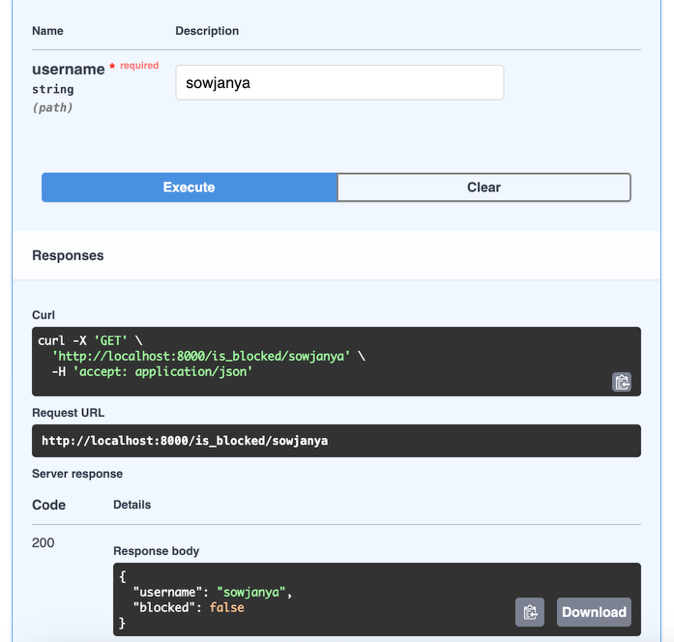 Name Description
username * required
sowjanya
string
(path)
Execute Clear
Responses
Curl
curl -X 'GET' \
  'http://localhost:8000/is_blocked/sowjanya' \
  -H 'accept: application/json'
Request URL
http://localhost:8000/is_blocked/sowjanya
Server response
Code Details
200
Response body
{
  "username": "sowjanya",
  "blocked": false
}
Download